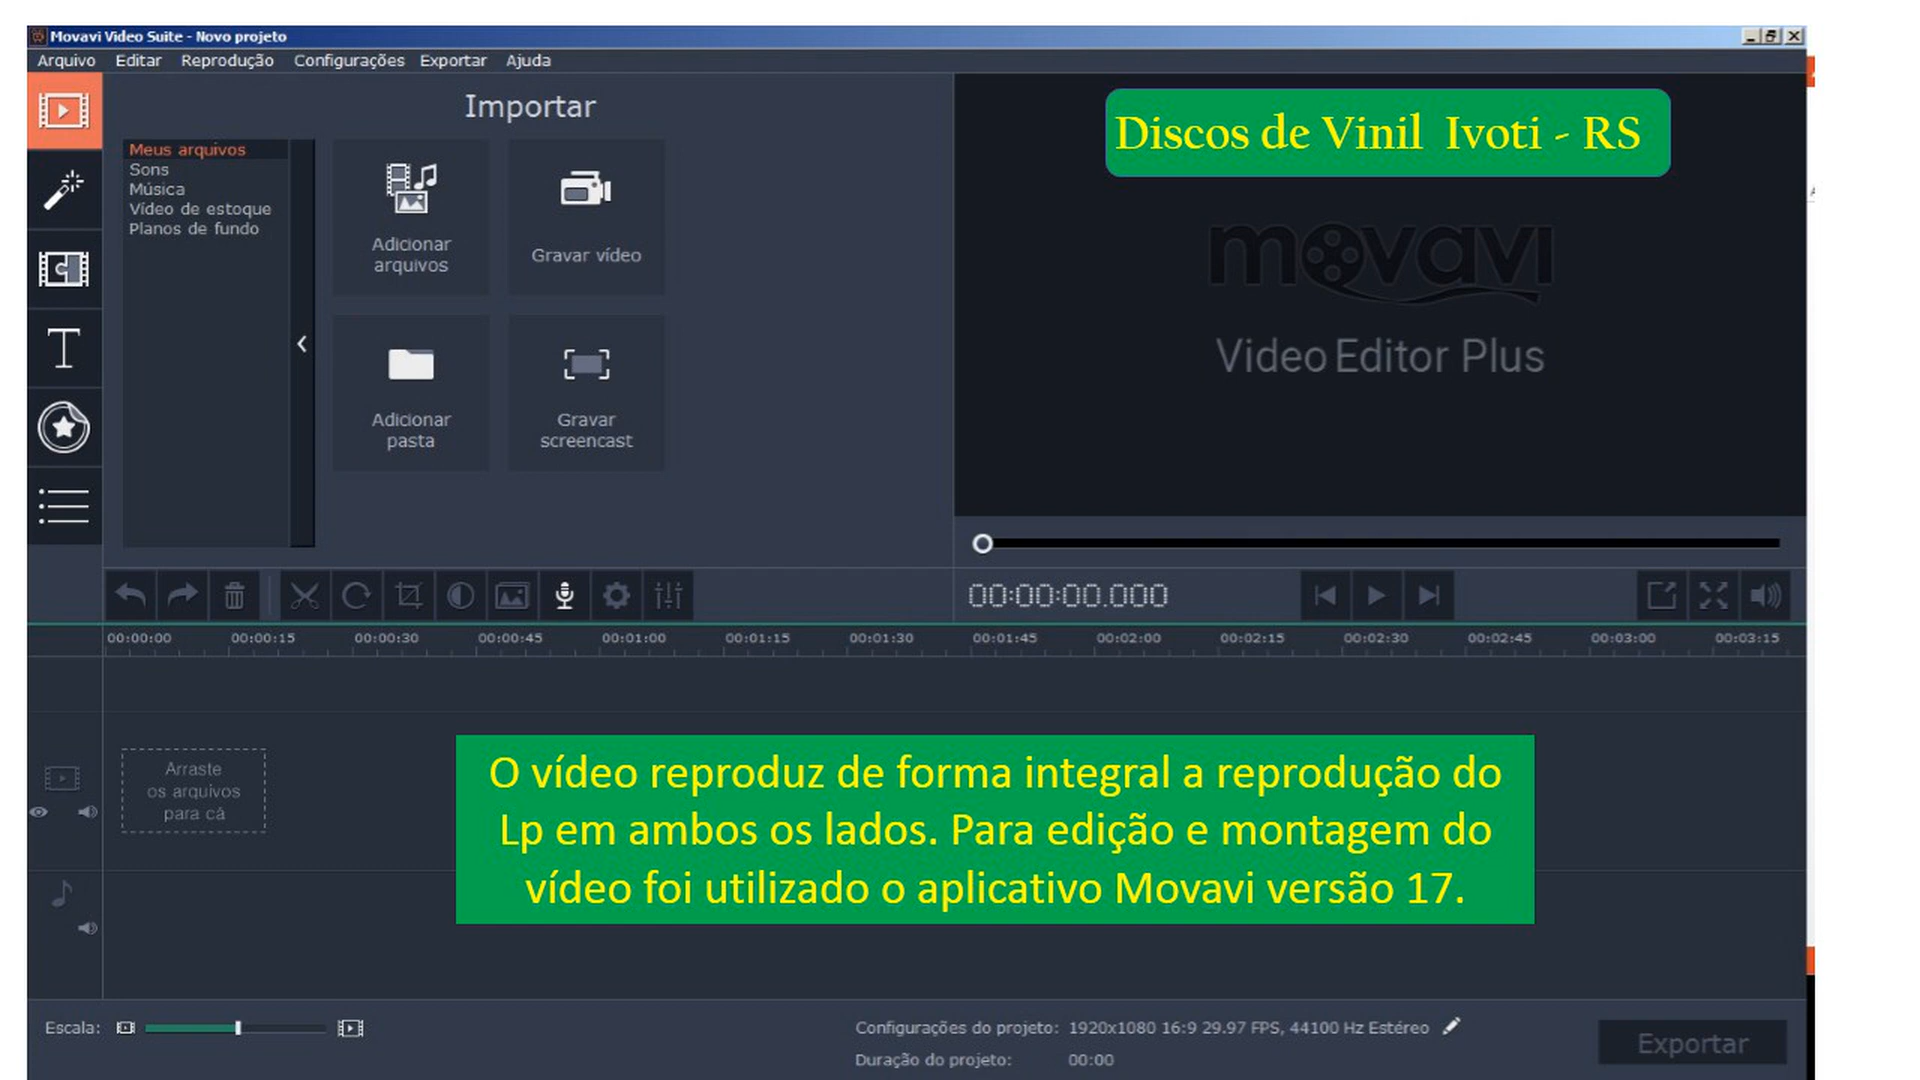 Movavi Video Suite - Novo projeto
Arquivo Editar Reprodução Configurações Exportar Ajuda
Importar
Meus arquivos
Sons
Música
Vídeo de estoque
Planos de fundo
Adicionar
arquivos
Gravar vídeo
Adicionar
pasta
Gravar
screencast
Discos de Vinil Ivoti - RS
movavi
Video Editor Plus
00:00:00.000
00:00:00 00:00:15 00:00:30 00:00:45 00:01:00 00:01:15 00:01:30 00:01:45 00:02:00 00:02:15 00:02:30 00:02:45 00:03:00 00:03:15
Arraste
os arquivos
para cá
O vídeo reproduz de forma integral a reprodução do
Lp em ambos os lados. Para edição e montagem do
vídeo foi utilizado o aplicativo Movavi versão 17.
Escala:
Configurações do projeto: 1920x1080 16:9 29.97 FPS, 44100 Hz Estéreo
Duração do projeto: 00:00
Exportar